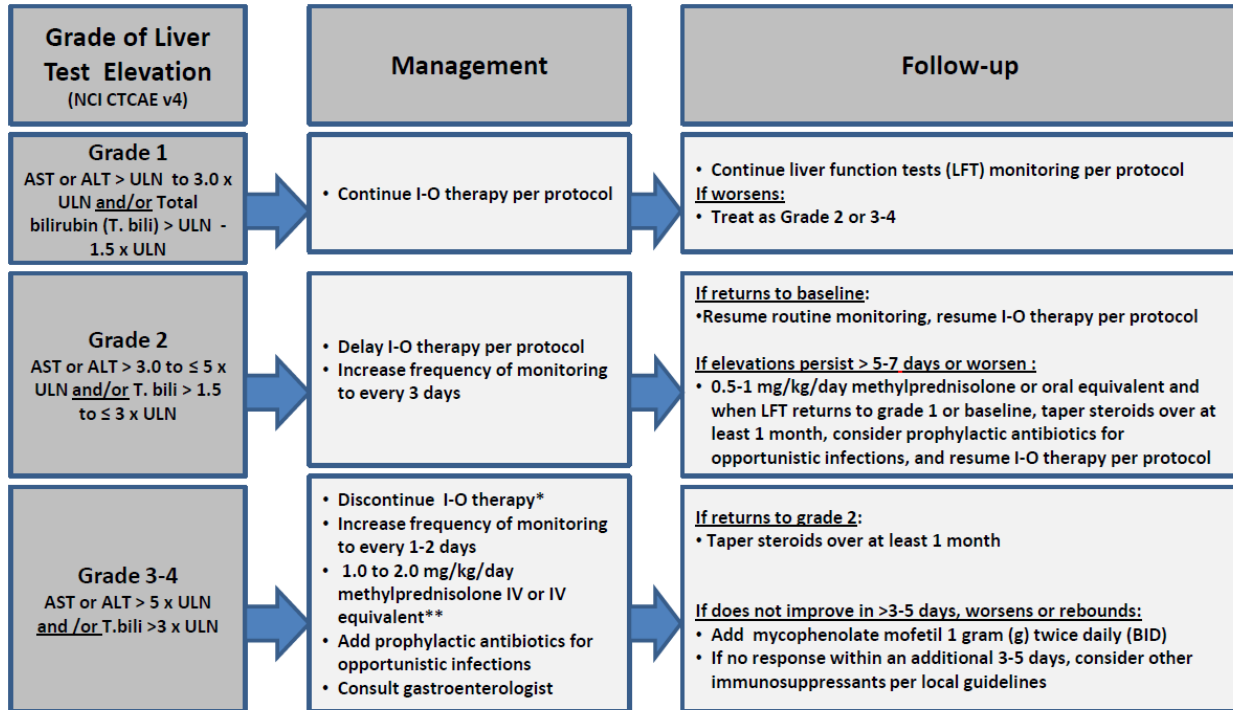 Grade of Liver
Test Elevation
(NCI CTCAE v4)
Management
Follow-up
Grade 1
AST or ALT > ULN to 3.0 x
ULN and/or Total
bilirubin (T. bili) > ULN -
1.5 x ULN
• Continue I-O therapy per protocol
• Continue liver function tests (LFT) monitoring per protocol
If worsens:
• Treat as Grade 2 or 3-4
Grade 2
AST or ALT > 3.0 to ≤ 5 x
ULN and/or T. bili > 1.5
to ≤ 3 x ULN
• Delay I-O therapy per protocol
• Increase frequency of monitoring
to every 3 days
If returns to baseline:
•Resume routine monitoring, resume I-O therapy per protocol
If elevations persist > 5-7 days or worsen :
• 0.5-1 mg/kg/day methylprednisolone or oral equivalent and
when LFT returns to grade 1 or baseline, taper steroids over at
least 1 month, consider prophylactic antibiotics for
opportunistic infections, and resume I-O therapy per protocol
Grade 3-4
AST or ALT > 5 x ULN
and /or T.bili >3 x ULN
• Discontinue I-O therapy*
• Increase frequency of monitoring
to every 1-2 days
• 1.0 to 2.0 mg/kg/day
methylprednisolone IV or IV
equivalent**
• Add prophylactic antibiotics for
opportunistic infections
• Consult gastroenterologist
If returns to grade 2:
• Taper steroids over at least 1 month
If does not improve in >3-5 days, worsens or rebounds:
• Add mycophenolate mofetil 1 gram (g) twice daily (BID)
• If no response within an additional 3-5 days, consider other
immunosuppressants per local guidelines